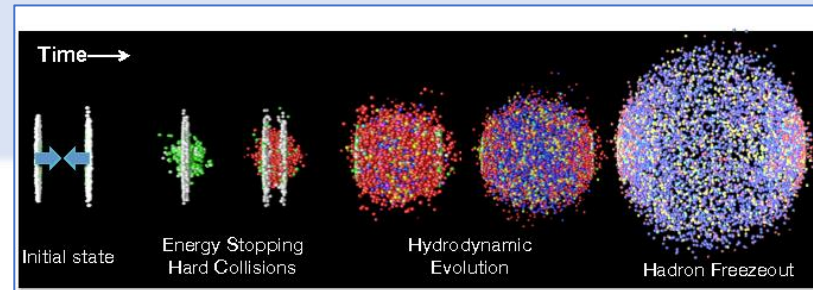 Time
Initial state
Energy Stopping
Hard Collisions
Hydrodynamic
Evolution
Hadron Freezeout